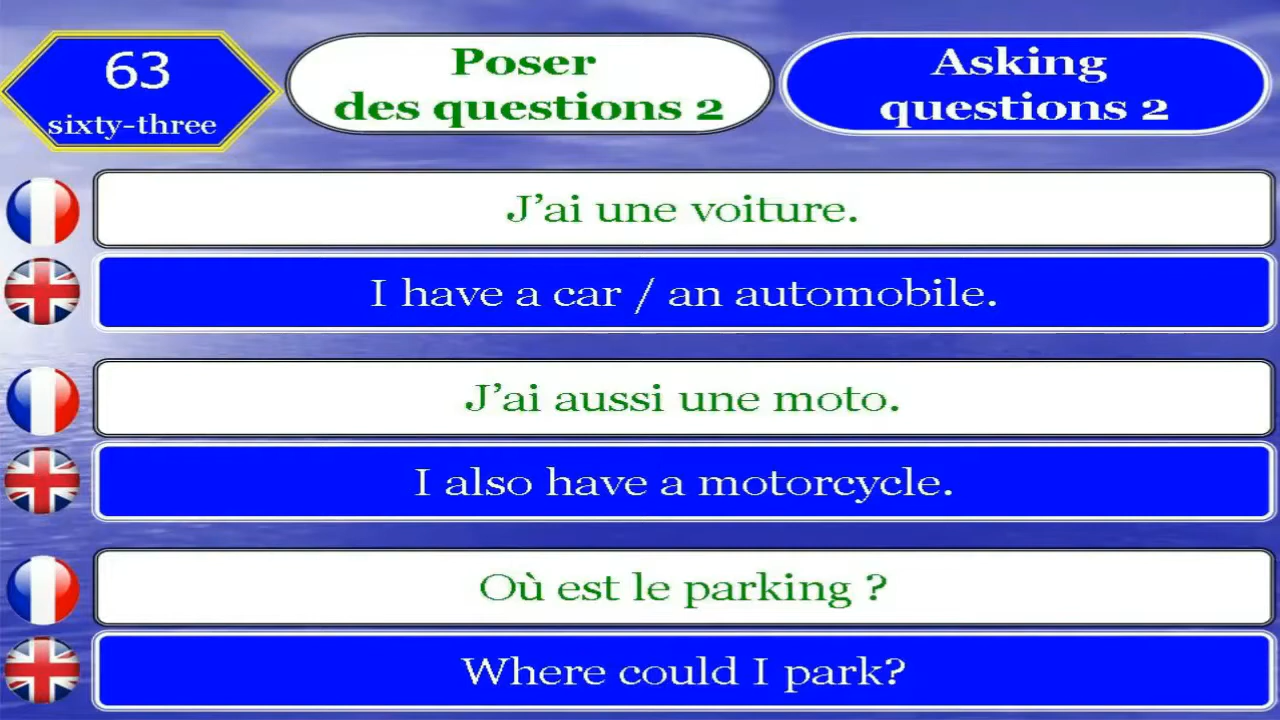 63
sixty-three
Poser
des questions 2
Asking
questions 2
J’ai une voiture.
I have a car / an automobile.
J’ai aussi une moto.
I also have a motorcycle.
Où est le parking ?
Where could I park?